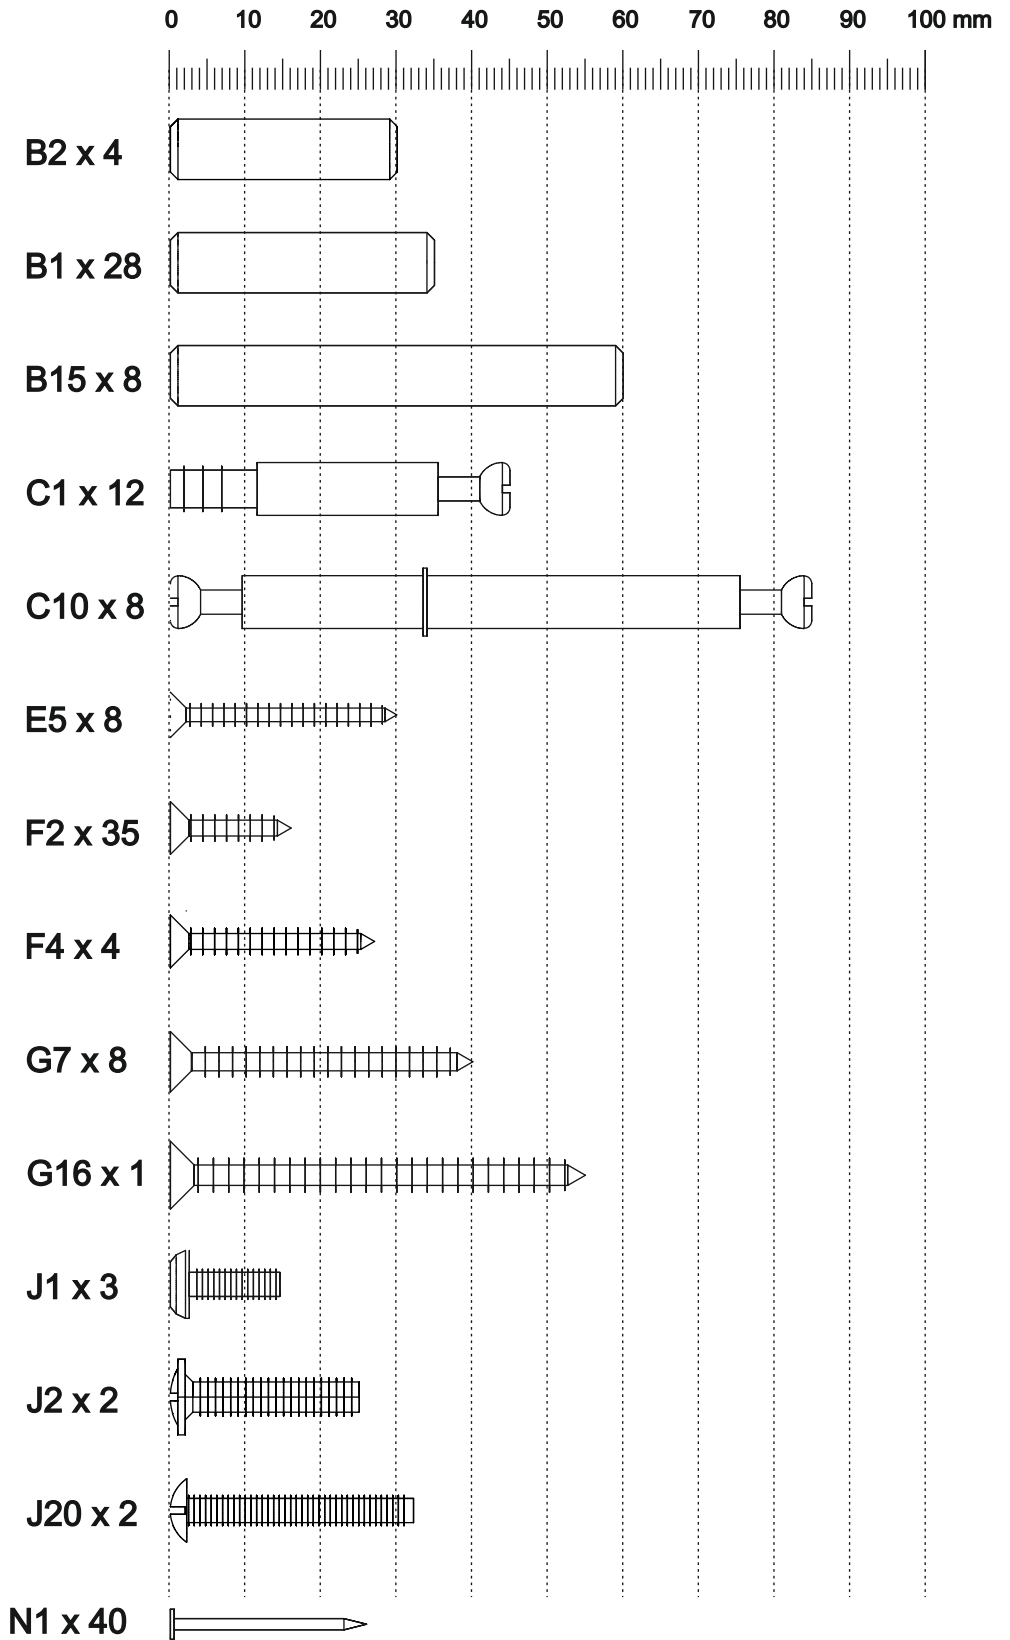 0 10 20 30 40 50 60 70 80 90 100 mm
B2 x 4
B1 x 28
B15 x 8
C1 x 12
C10 x 8
E5 x 8
F2 x 35
F4 x 4
G7 x 8
G16 x 1
J1 x 3
J2 x 2
J20 x 2
N1 x 40